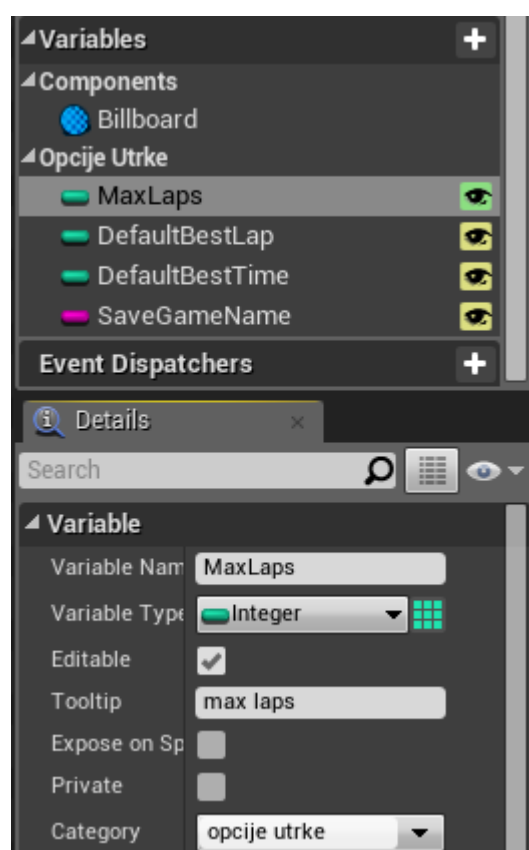 Variables
Components
Billboard
Opcije Utrke
MaxLaps
DefaultBestLap
DefaultBestTime
SaveGameName
Event Dispatchers
Details
Search
Variable
Variable Nam MaxLaps
Variable Type Integer
Editable
Tooltip max laps
Expose on Sp
Private
Category opcije utrke